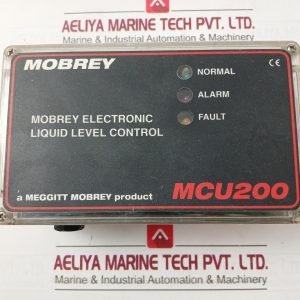 AELIYA MARINE TECH PVT. LTD.
Marine & Industrial Automation & Machinery
MOBREY
CE
NORMAL
ALARM
FAULT
MOBREY ELECTRONIC
LIQUID LEVEL CONTROL
a MEGGITT MOBREY product
MCU200
AELIYA MARINE TECH PVT. LTD.
Marine & Industrial Automation & Machinery